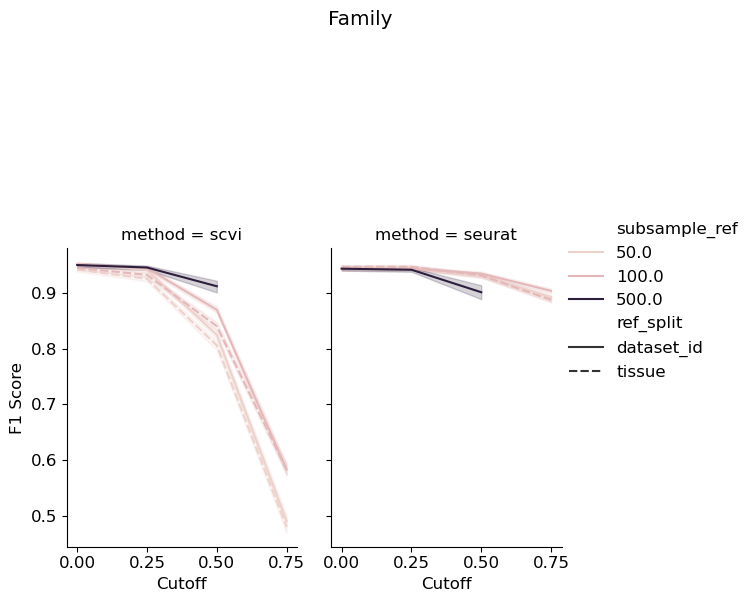 Family
method = scvi
method = seurat
F1 Score
0.9
0.8
0.7
0.6
0.5
0.00 0.25 0.50 0.75
0.00 0.25 0.50 0.75
Cutoff
Cutoff
subsample_ref
50.0
100.0
500.0
ref_split
dataset_id
tissue